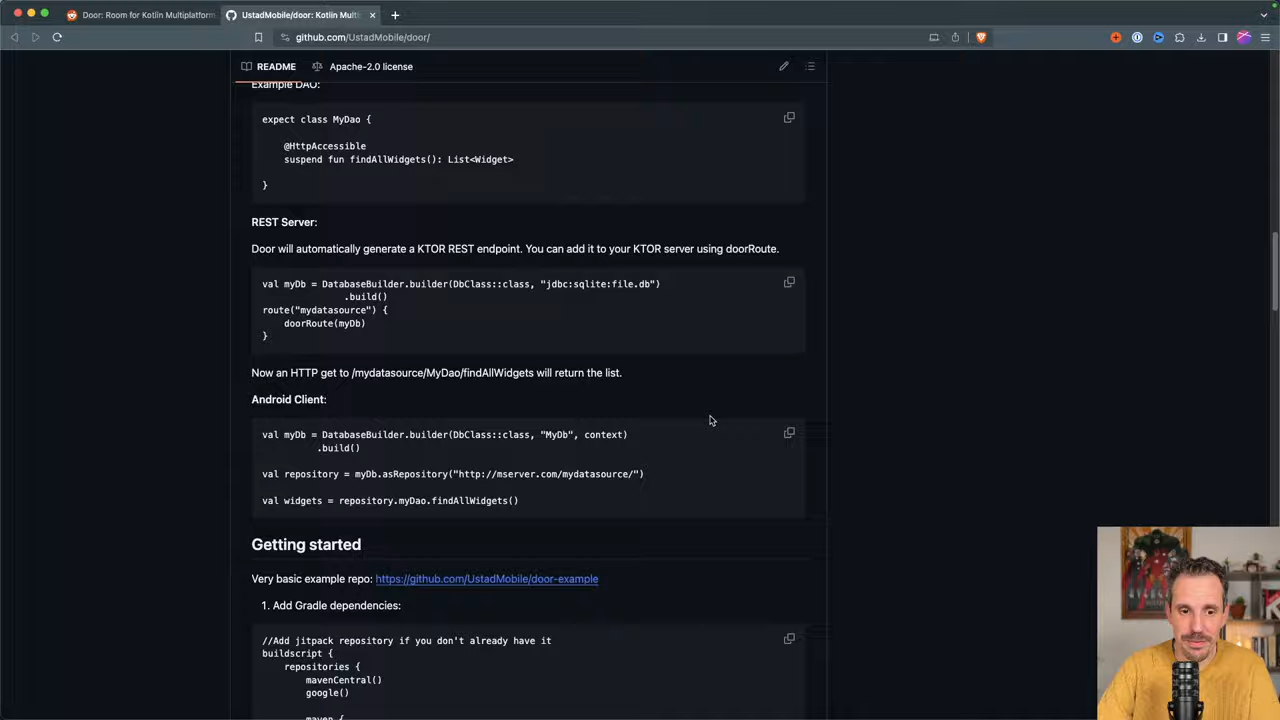 Door: Room for Kotlin Multiplatform
UstadMobile/door: Kotlin Mult
github.com/UstadMobile/door/
README
Apache-2.0 license
Example DAO:
expect class MyDao {
@HttpAccessible
suspend fun findAllWidgets(): List<Widget>
}
REST Server:
Door will automatically generate a KTOR REST endpoint. You can add it to your KTOR server using doorRoute.
val myDb = DatabaseBuilder.builder(DbClass::class, "jdbc:sqlite:file.db")
.build()
route("mydatasource") {
doorRoute(myDb)
}
Now an HTTP get to /mydatasource/MyDao/findAllWidgets will return the list.
Android Client:
val myDb = DatabaseBuilder.builder(DbClass::class, "MyDb", context)
.build()
val repository = myDb.asRepository("http://mserver.com/mydatasource/")
val widgets = repository.myDao.findAllWidgets()
Getting started
Very basic example repo: https://github.com/UstadMobile/door-example
1. Add Gradle dependencies:
//Add jitpack repository if you don't already have it
buildscript {
repositories {
mavenCentral()
google()
maven {